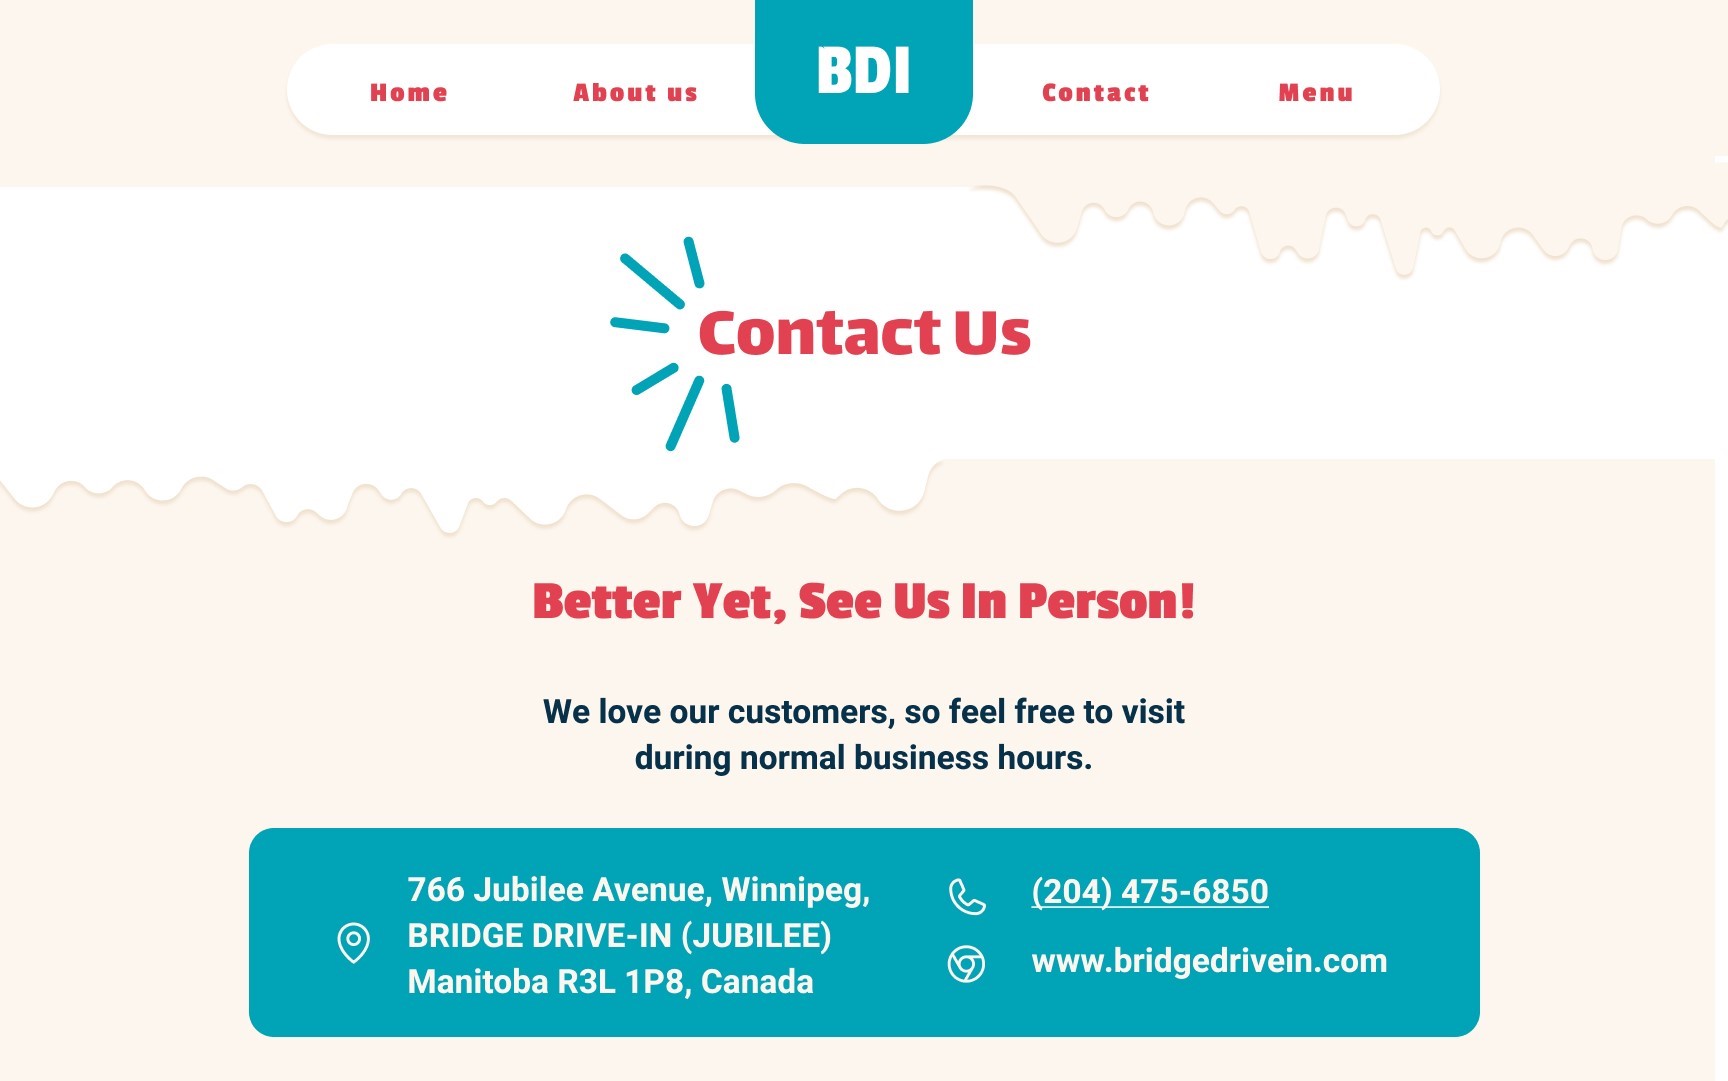 Home
About us
BDI
Contact
Menu
Contact Us
Better Yet, See Us In Person!
We love our customers, so feel free to visit
during normal business hours.
766 Jubilee Avenue, Winnipeg,
BRIDGE DRIVE-IN (JUBILEE)
Manitoba R3L 1P8, Canada
(204) 475-6850
www.bridgedrivein.com